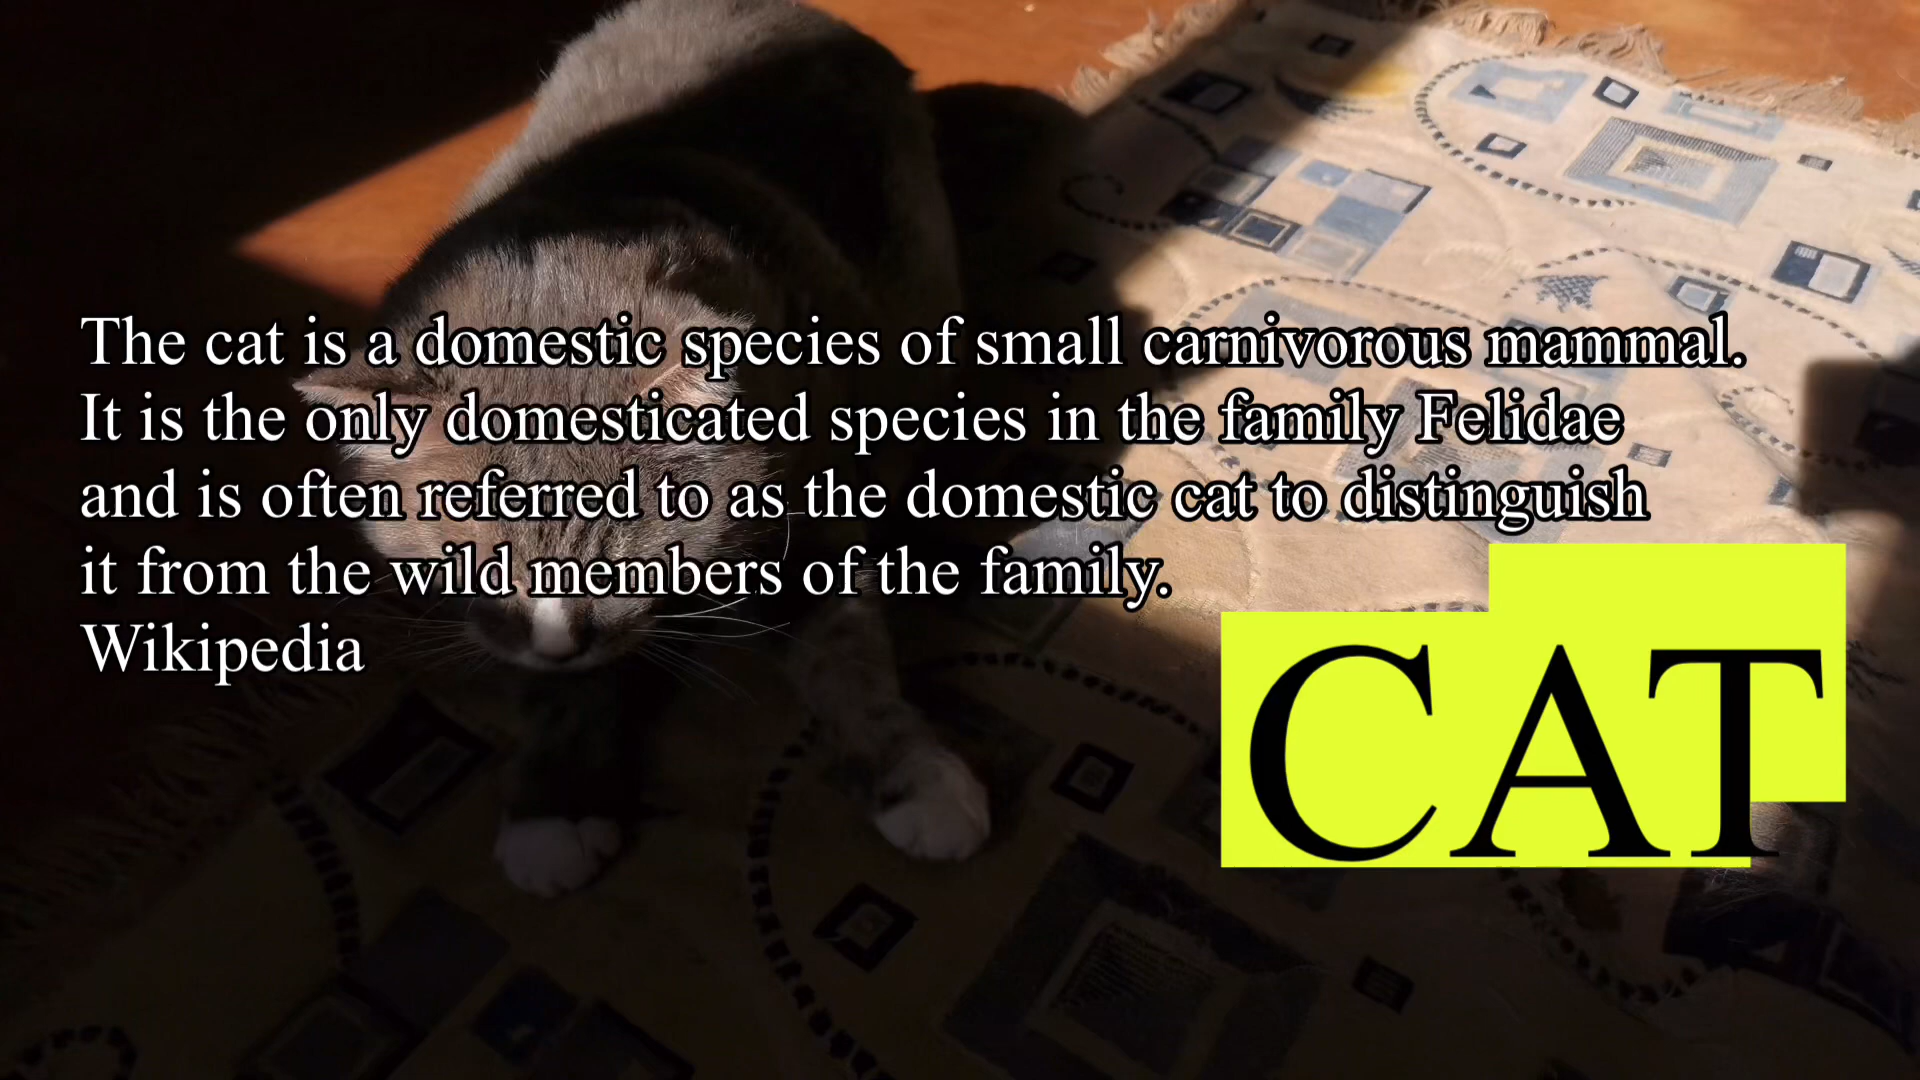 The cat is a domestic species of small carnivorous mammal.
It is the only domesticated species in the family Felidae
and is often referred to as the domestic cat to distinguish
it from the wild members of the family.
Wikipedia
CAT